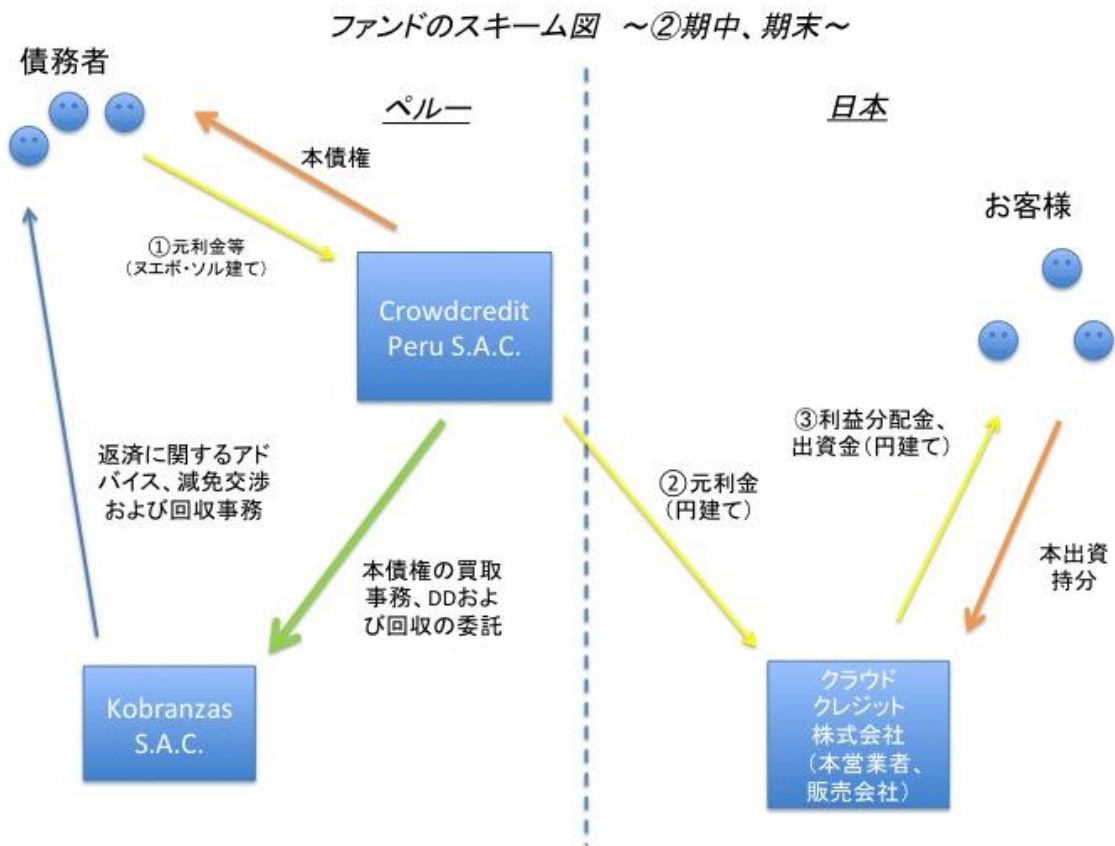 ファンドのスキーム図 ～②期中、期末～
債務者
ペルー
日本
本債権
お客様
①元利金等
(ヌエボ・ソル建て)
Crowdcredit
Peru S.A.C.
③利益分配金、
出資金(円建て)
返済に関するアド
バイス、減免交渉
および回収事務
②元利金
(円建て)
本出資
持分
本債権の買取
事務、DDおよ
び回収の委託
Kobranzas
S.A.C.
クラウド
クレジット
株式会社
(本営業者、
販売会社)